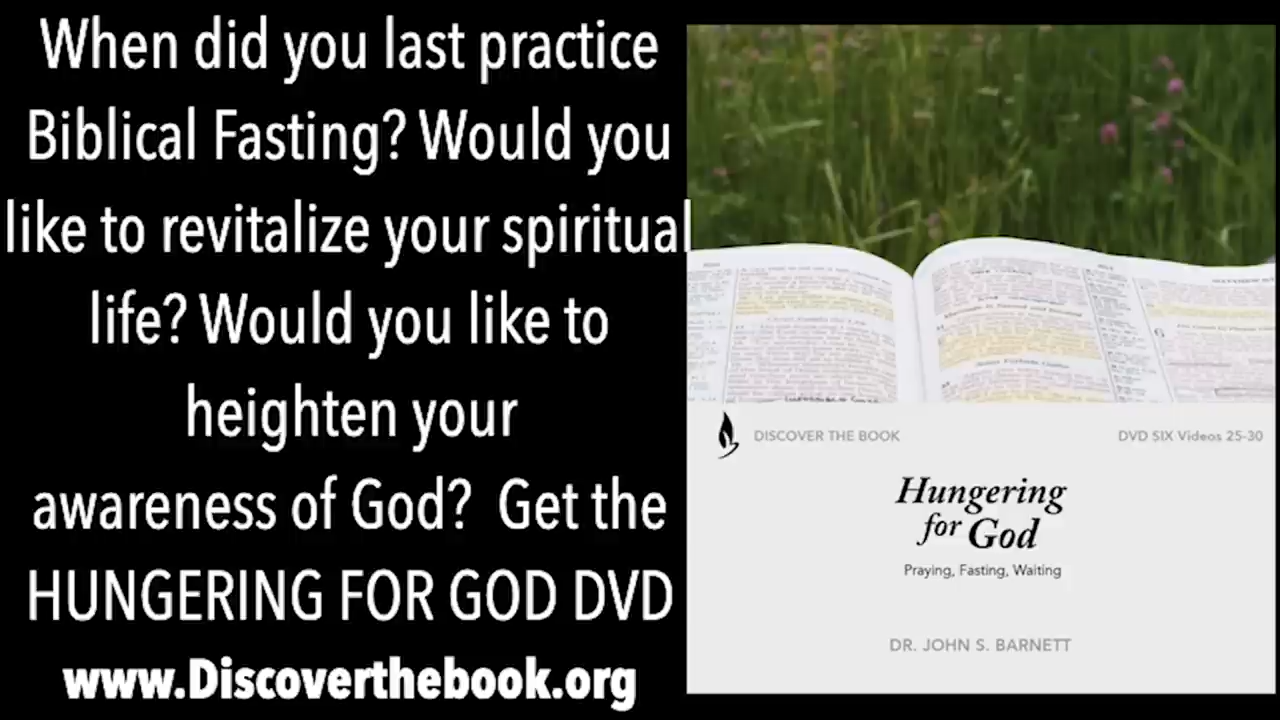 When did you last practice
Biblical Fasting? Would you
like to revitalize your spiritual
life? Would you like to
heighten your
awareness of God?  Get the
HUNGERING FOR GOD DVD
www.Discoverthebook.org
DISCOVER THE BOOK
DVD SIX Videos 25-30
Hungering
for God
Praying, Fasting, Waiting
DR. JOHN S. BARNETT